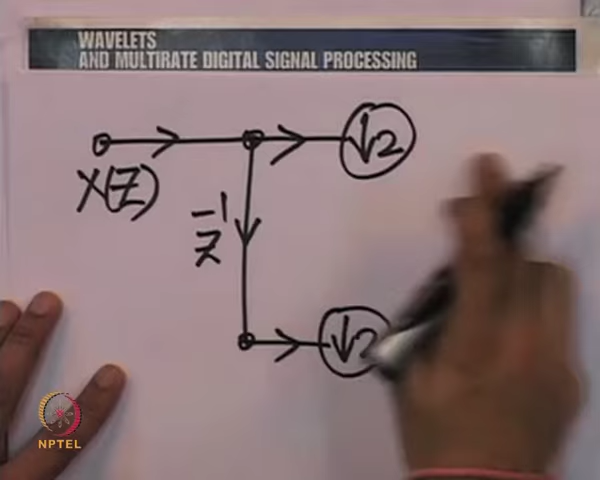 WAVELETS
AND MULTIRATE DIGITAL SIGNAL PROCESSING
↓2
X(Z)
z⁻¹
↓2
NPTEL